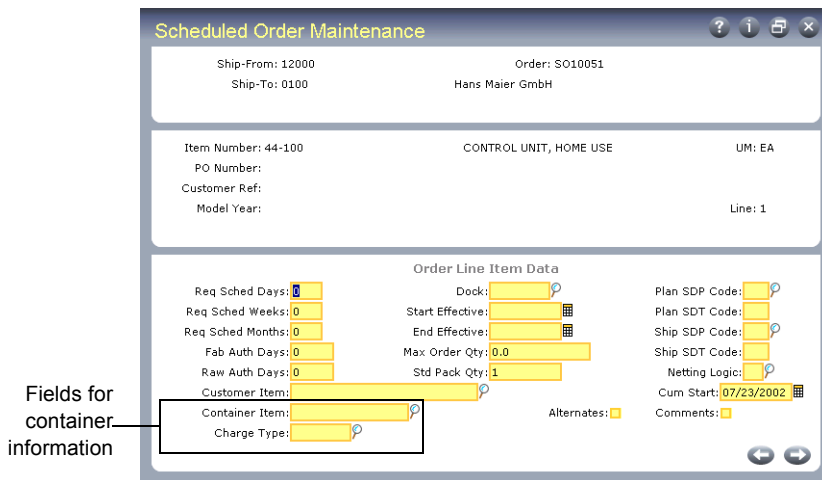 Scheduled Order Maintenance
Ship-From: 12000 Order: SO10051
Ship-To: 0100 Hans Maier GmbH
Item Number: 44-100 CONTROL UNIT, HOME USE UM: EA
PO Number:
Customer Ref:
Model Year: Line: 1
Order Line Item Data
Req Sched Days: 0 Dock: Plan SDP Code:
Req Sched Weeks: 0 Start Effective: Plan SDT Code:
Req Sched Months: 0 End Effective: Ship SDP Code:
Fab Auth Days: 0 Max Order Qty: 0.0 Ship SDT Code:
Raw Auth Days: 0 Std Pack Qty: 1 Netting Logic:
Customer Item: Cum Start: 07/23/2002
Container Item: Alternates: Comments:
Charge Type:
Fields for
container
information